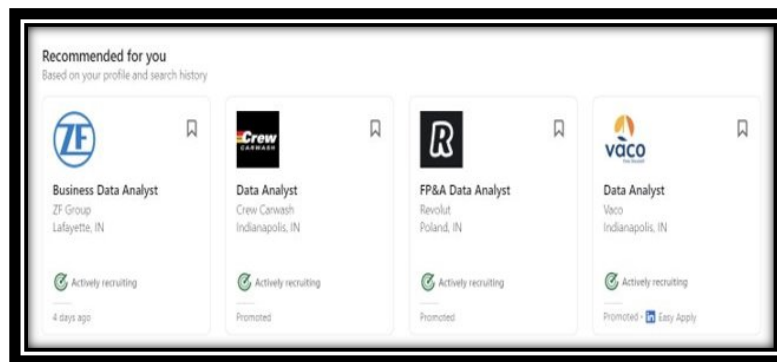 Recommended for you
Based on your profile and search history
ZF
Business Data Analyst
ZF Group
Lafayette, IN
Actively recruiting
4 days ago
Crew
CARWASH
Data Analyst
Crew Carwash
Indianapolis, IN
Actively recruiting
Promoted
R
FP&A Data Analyst
Revolut
Poland, IN
Actively recruiting
Promoted
vaco
Data Analyst
Vaco
Indianapolis, IN
Actively recruiting
Promoted • in Easy Apply